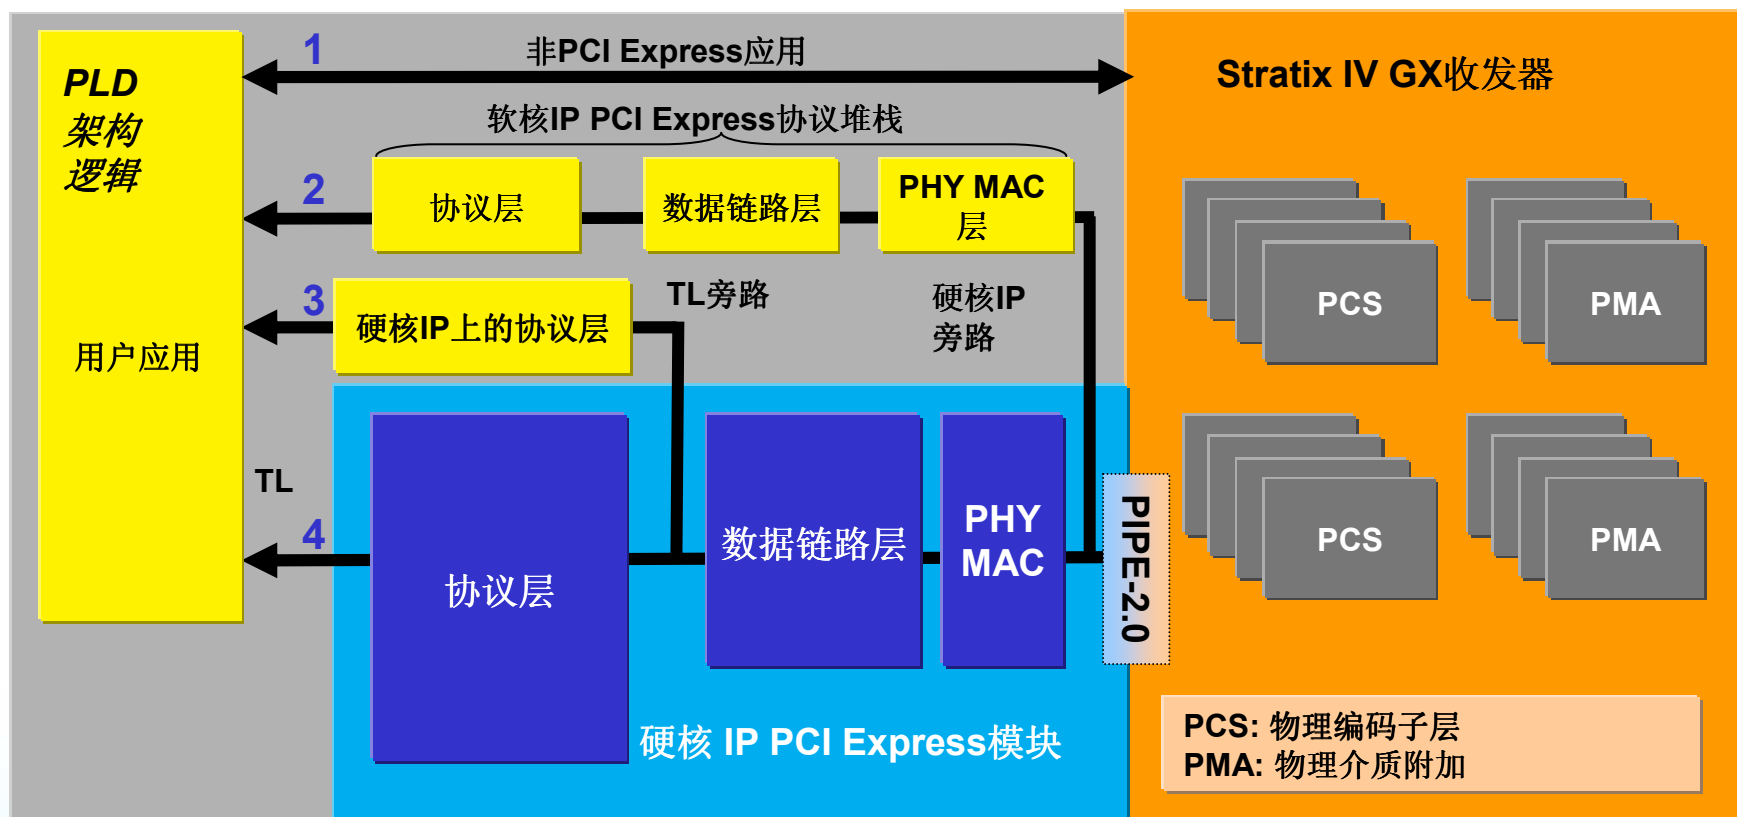 PLD
架构
逻辑
用户应用
1
非PCI Express应用
软核IP PCI Express协议堆栈
2
协议层
数据链路层
PHY MAC
层
3
硬核IP上的协议层
TL旁路
硬核IP
旁路
TL
4
协议层
数据链路层
PHY
MAC
PIPE-2.0
硬核 IP PCI Express模块
Stratix IV GX收发器
PCS
PMA
PCS
PMA
PCS: 物理编码子层
PMA: 物理介质附加